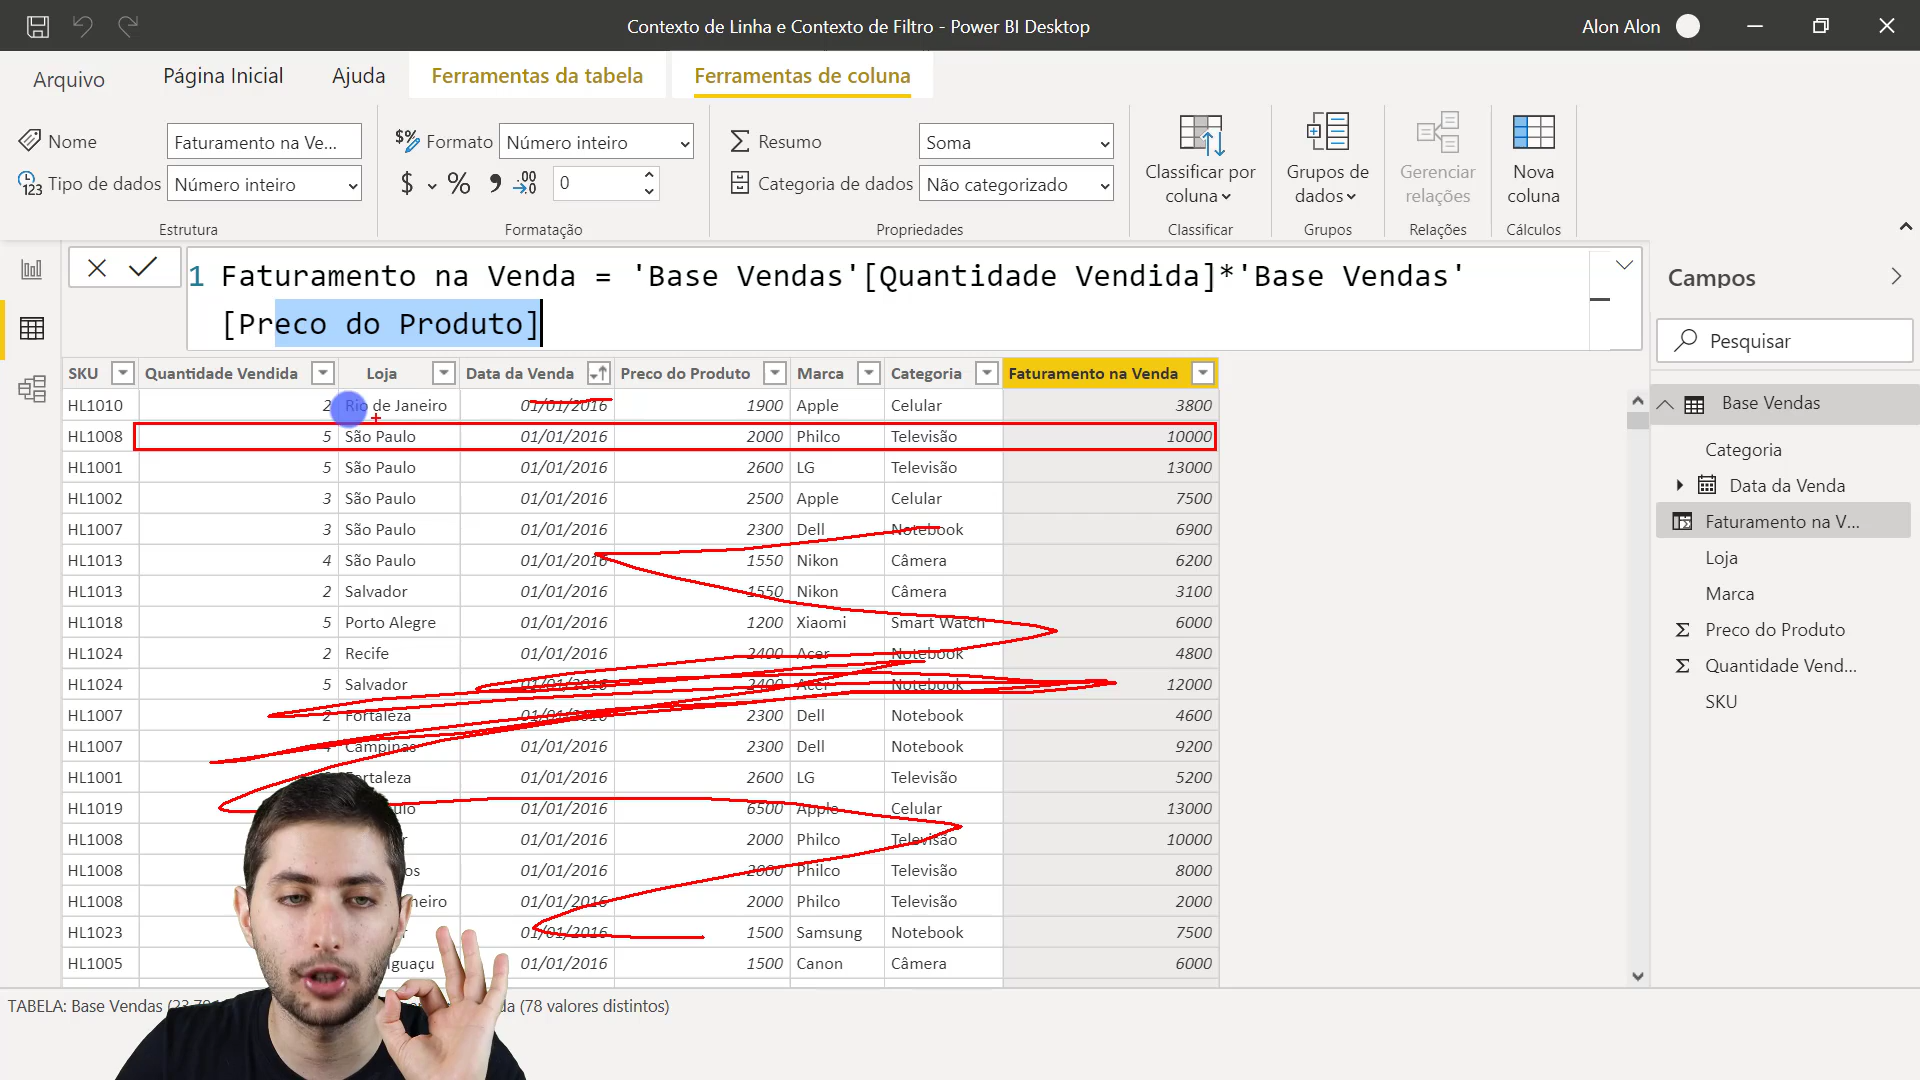 Contexto de Linha e Contexto de Filtro - Power BI Desktop
Alon Alon
Arquivo
Página Inicial
Ajuda
Ferramentas da tabela
Ferramentas de coluna
Nome
Faturamento na Ve...
Tipo de dados
Número inteiro
Estrutura
Formato
Número inteiro
$ % 0
Formatação
Resumo
Soma
Categoria de dados
Não categorizado
Propriedades
Classificar por
coluna
Classificar
Grupos de
dados
Grupos
Gerenciar
relações
Relações
Nova
coluna
Cálculos
1 Faturamento na Venda = 'Base Vendas'[Quantidade Vendida]*'Base Vendas'
[Preco do Produto]
SKU Quantidade Vendida Loja Data da Venda Preco do Produto Marca Categoria Faturamento na Venda
HL1010 2 Rio de Janeiro 01/01/2016 1900 Apple Celular 3800
HL1008 5 São Paulo 01/01/2016 2000 Philco Televisão 10000
HL1001 5 São Paulo 01/01/2016 2600 LG Televisão 13000
HL1002 3 São Paulo 01/01/2016 2500 Apple Celular 7500
HL1007 3 São Paulo 01/01/2016 2300 Dell Notebook 6900
HL1013 4 São Paulo 01/01/2016 1550 Nikon Câmera 6200
HL1013 2 Salvador 01/01/2016 1550 Nikon Câmera 3100
HL1018 5 Porto Alegre 01/01/2016 1200 Xiaomi Smart Watch 6000
HL1024 2 Recife 01/01/2016 2400 Acer Notebook 4800
HL1024 5 Salvador 01/01/2016 2400 Acer Notebook 12000
HL1007 2 Fortaleza 01/01/2016 2300 Dell Notebook 4600
HL1007 4 Campinas 01/01/2016 2300 Dell Notebook 9200
HL1001 Fortaleza 01/01/2016 2600 LG Televisão 5200
HL1019 01/01/2016 6500 Apple Celular 13000
HL1008 01/01/2016 2000 Philco Televisão 10000
HL1008 01/01/2016 2000 Philco Televisão 8000
HL1008 01/01/2016 2000 Philco Televisão 2000
HL1023 01/01/2016 1500 Samsung Notebook 7500
HL1005 01/01/2016 1500 Canon Câmera 6000
TABELA: Base Vendas (78 valores distintos)
Campos
Pesquisar
Base Vendas
Categoria
Data da Venda
Faturamento na V...
Loja
Marca
Preco do Produto
Quantidade Vend...
SKU